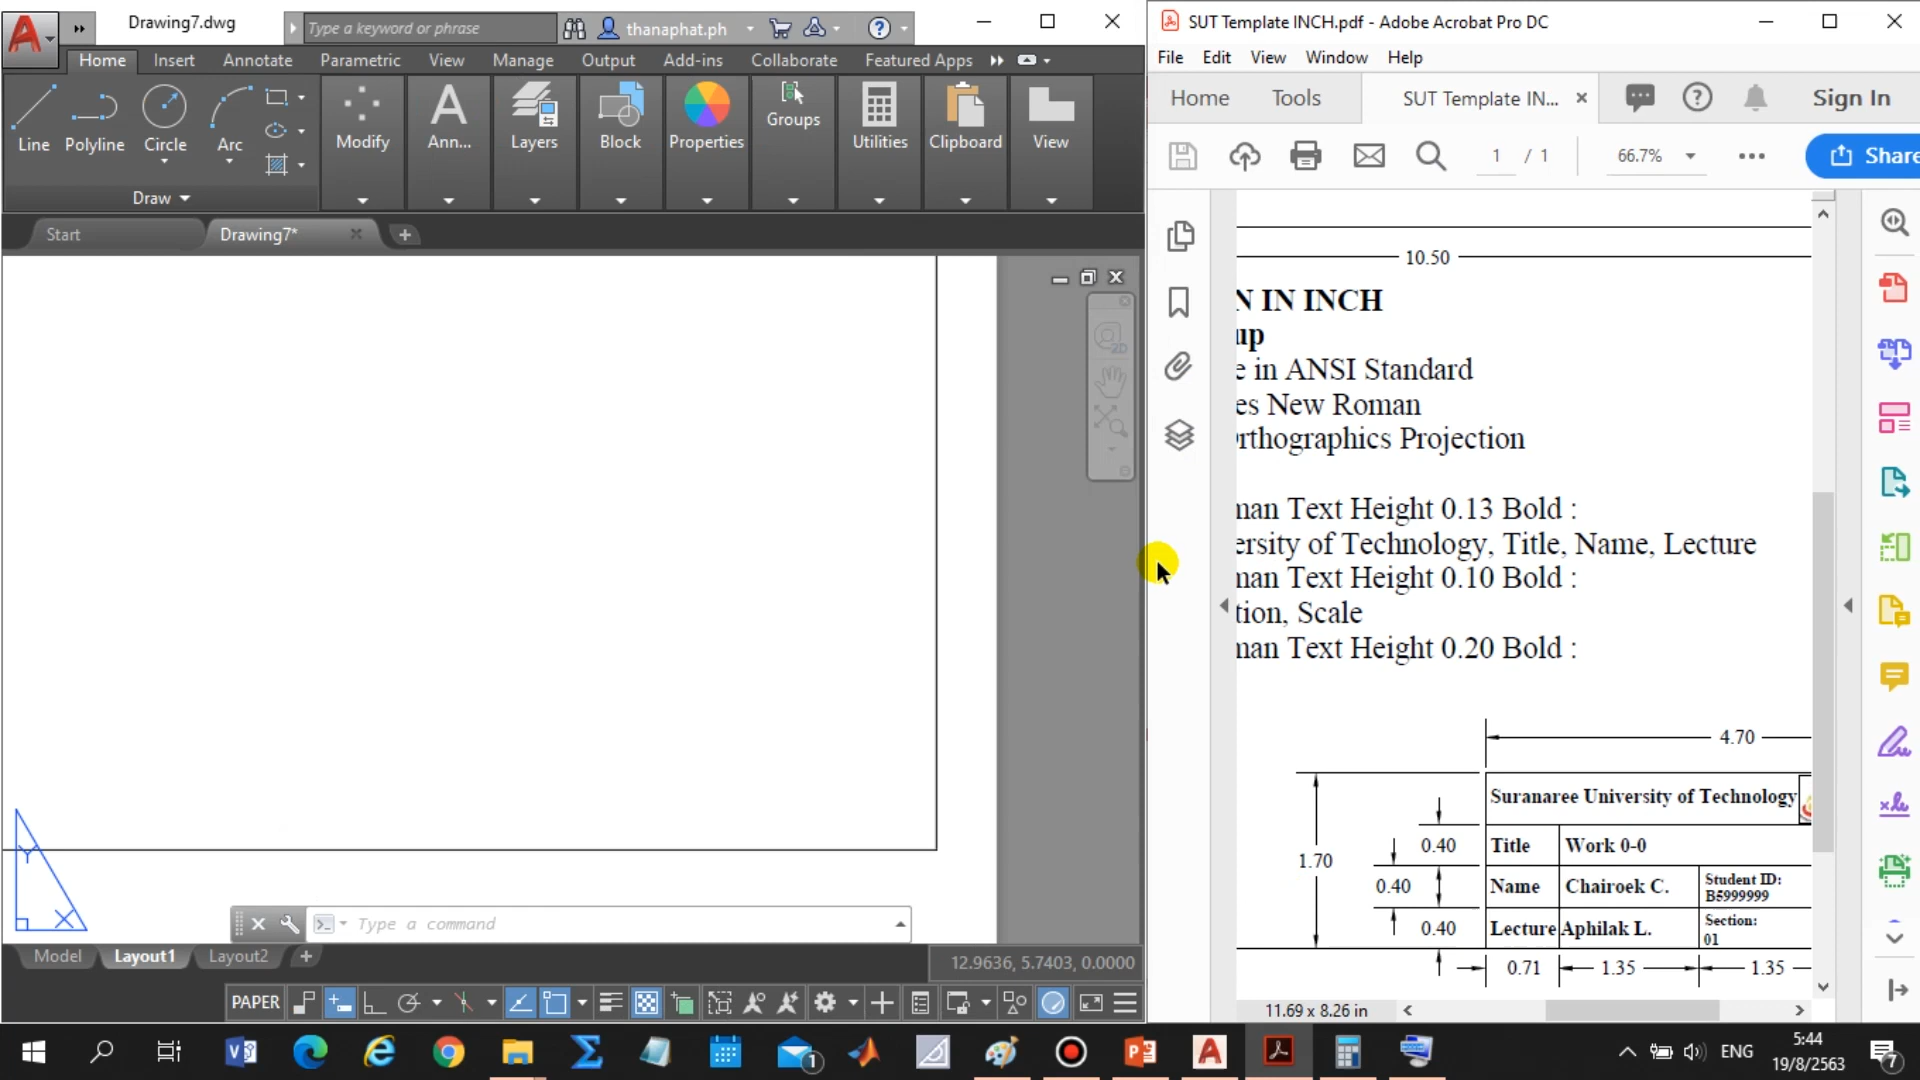 Drawing7.dwg
Type a keyword or phrase
thanaphat.ph
Home Insert Annotate Parametric View Manage Output Add-ins Collaborate Featured Apps
Line Polyline Circle Arc
Modify Ann... Layers Block Properties Groups Utilities Clipboard View
Draw
Start Drawing7*
2D
Y
X
Type a command
Model Layout1 Layout2
12.9636, 5.7403, 0.0000
PAPER
SUT Template INCH.pdf - Adobe Acrobat Pro DC
File Edit View Window Help
Home Tools SUT Template IN... Sign In
1 / 1 66.7% Share
10.50
N IN INCH
up
e in ANSI Standard
es New Roman
rthographics Projection
man Text Height 0.13 Bold :
ersity of Technology, Title, Name, Lecture
man Text Height 0.10 Bold :
tion, Scale
man Text Height 0.20 Bold :
4.70
Suranaree University of Technology
0.40 Title Work 0-0
1.70
0.40 Name Chairoek C. Student ID:
B5999999
0.40 Lecture Aphilak L. Section:
01
0.71 1.35 1.35
11.69 x 8.26 in
1
ENG
5:44
19/8/2563
7